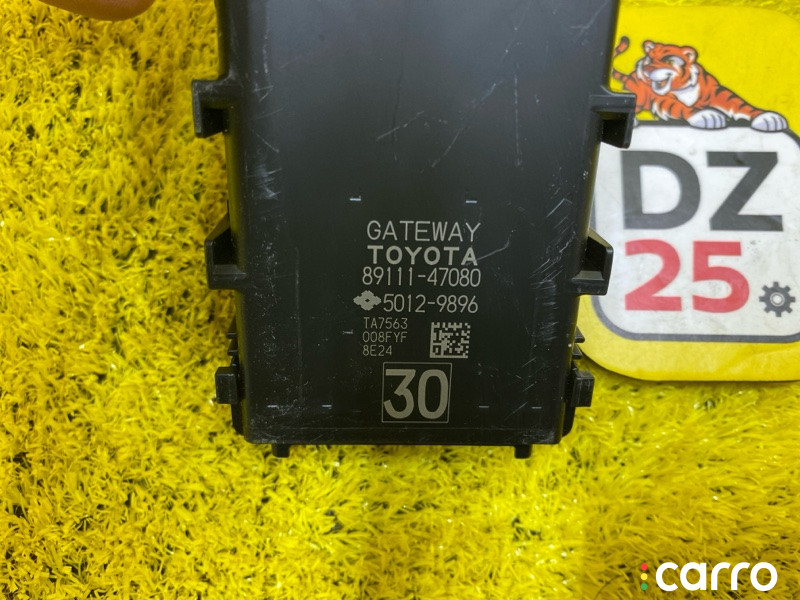 GATEWAY
TOYOTA
89111-47080
5012-9896
TA7563
008FYF
8E24
30
DZ
25.
carro